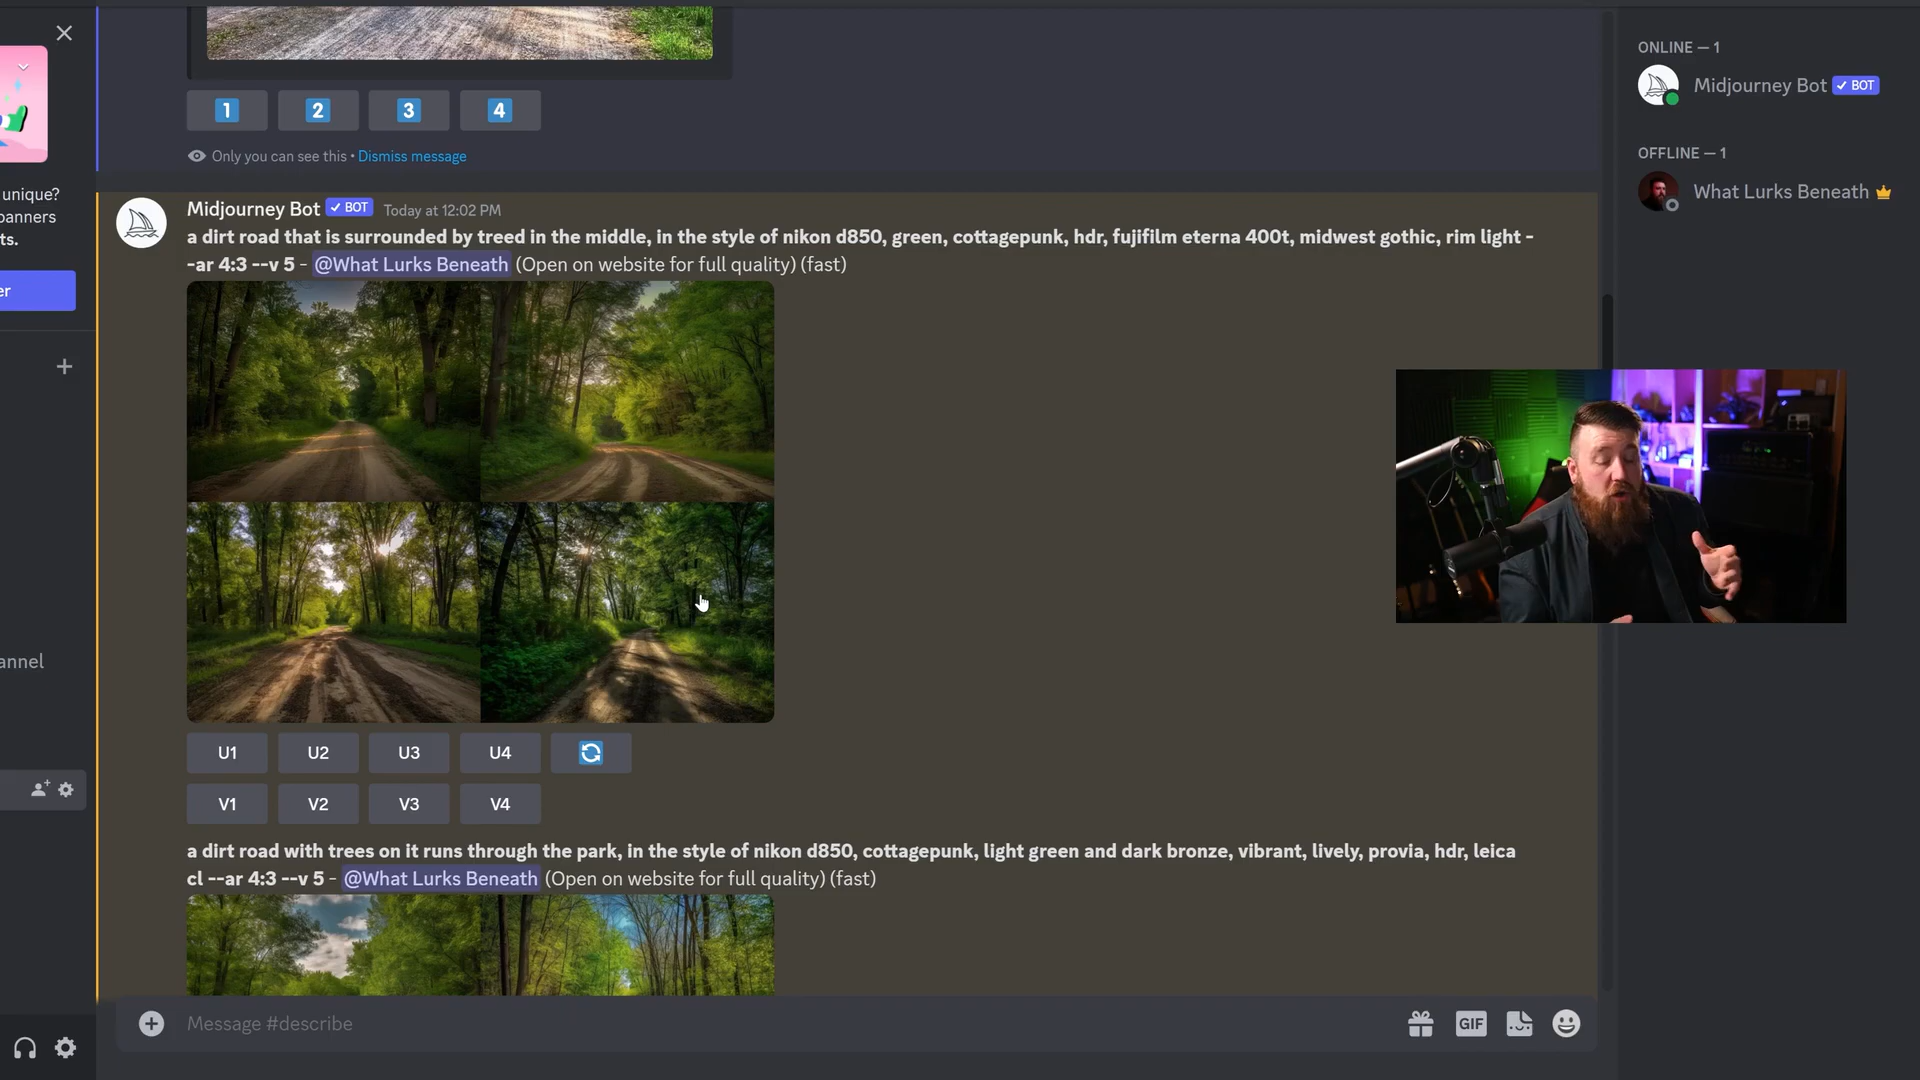 ONLINE — 1
Midjourney Bot ✓ BOT
OFFLINE — 1
What Lurks Beneath
unique?
banners
ts.
er
annel
1 2 3 4
Only you can see this • Dismiss message
Midjourney Bot ✓ BOT Today at 12:02 PM
a dirt road that is surrounded by treed in the middle, in the style of nikon d850, green, cottagepunk, hdr, fujifilm eterna 400t, midwest gothic, rim light -
-ar 4:3 --v 5 - @What Lurks Beneath (Open on website for full quality) (fast)
U1 U2 U3 U4
V1 V2 V3 V4
a dirt road with trees on it runs through the park, in the style of nikon d850, cottagepunk, light green and dark bronze, vibrant, lively, provia, hdr, leica
cl --ar 4:3 --v 5 - @What Lurks Beneath (Open on website for full quality) (fast)
Message #describe
GIF